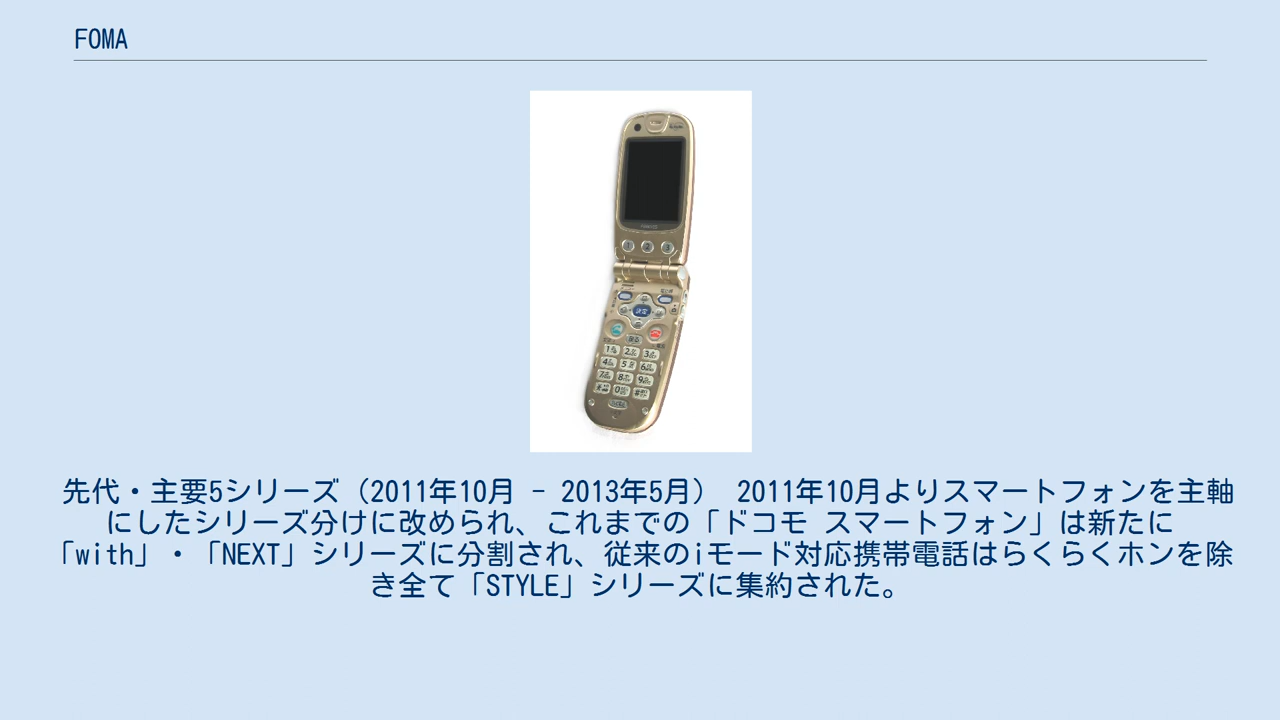 FOMA
先代・主要5シリーズ（2011年10月 - 2013年5月） 2011年10月よりスマートフォンを主軸
にしたシリーズ分けに改められ、これまでの「ドコモ スマートフォン」は新たに
「with」・「NEXT」シリーズに分割され、従来のiモード対応携帯電話はらくらくホンを除
き全て「STYLE」シリーズに集約された。